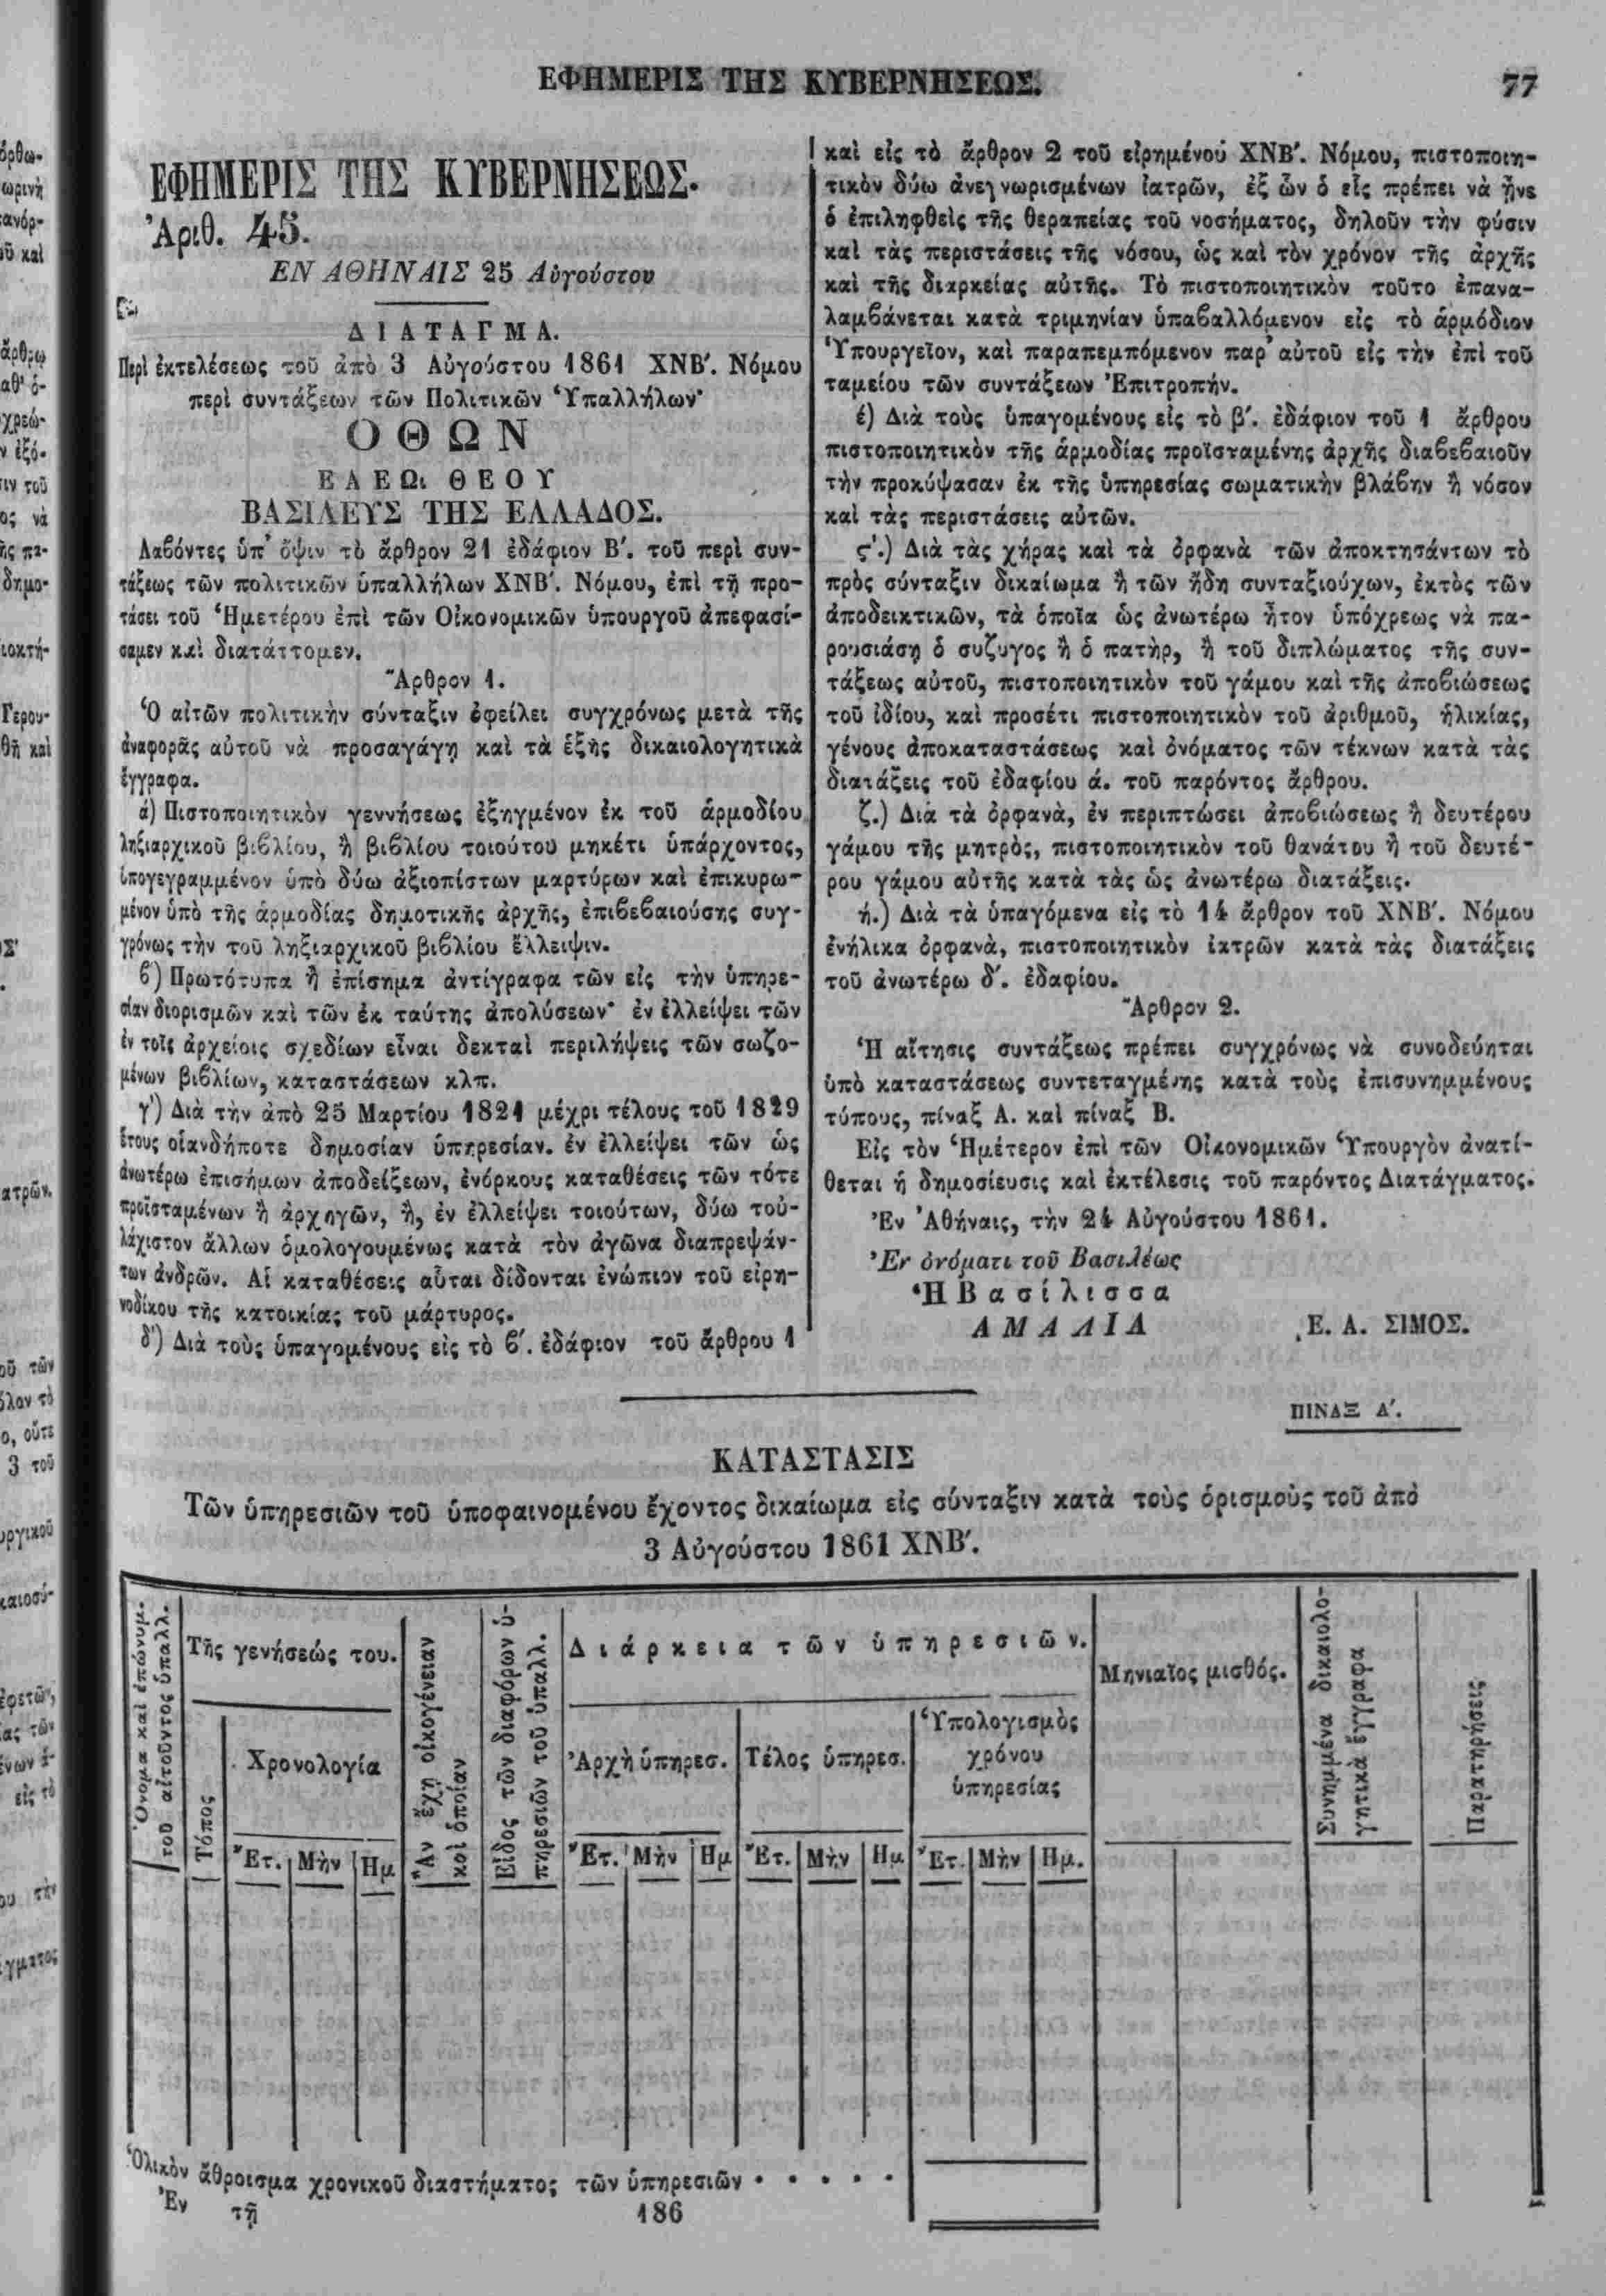 ΕΦΗΜΕΡΙΣ ΤΗΣ ΚΥΒΕΡΝΗΣΕΩΣ.
77
ΕΦΗΜΕΡΙΣ ΤΗΣ ΚΥΒΕΡΝΗΣΕΩΣ.
Ἀριθ. 45.
ΕΝ ΑΘΗΝΑΙΣ 25 Αὐγούστου
ΔΙΑΤΑΓΜΑ.
Περὶ ἐκτελέσεως τοῦ ἀπὸ 3 Αὐγούστου 1861 ΧΝΒ΄. Νόμου
περὶ συντάξεων τῶν Πολιτικῶν Ὑπαλλήλων·
ΟΘΩΝ
ΕΛΕΩι ΘΕΟΥ
ΒΑΣΙΛΕΥΣ ΤΗΣ ΕΛΛΑΔΟΣ.
Λαβόντες ὑπ' ὄψιν τὸ ἄρθρον 21 ἐδάφιον Β΄. τοῦ περὶ συν-
τάξεως τῶν πολιτικῶν ὑπαλλήλων ΧΝΒ΄. Νόμου, ἐπὶ τῇ προ-
τάσει τοῦ Ἡμετέρου ἐπὶ τῶν Οἰκονομικῶν ὑπουργοῦ ἀπεφασί-
σαμεν καὶ διατάττομεν.
Ἄρθρον 1.
Ὁ αἰτῶν πολιτικὴν σύνταξιν ὀφείλει συγχρόνως μετὰ τῆς
ἀναφορᾶς αὐτοῦ νὰ προσαγάγῃ καὶ τὰ ἑξῆς δικαιολογητικὰ
ἔγγραφα.
ά) Πιστοποιητικὸν γεννήσεως ἐξηγμένον ἐκ τοῦ ἁρμοδίου
ληξιαρχικοῦ βιβλίου, ἢ βιβλίου τοιούτου μηκέτι ὑπάρχοντος,
ὑπογεγραμμένον ὑπὸ δύω ἀξιοπίστων μαρτύρων καὶ ἐπικυρω-
μένον ὑπὸ τῆς ἁρμοδίας δημοτικῆς ἀρχῆς, ἐπιβεβαιούσης συγ-
χρόνως τὴν τοῦ ληξιαρχικοῦ βιβλίου ἔλλειψιν.
β) Πρωτότυπα ἢ ἐπίσημα ἀντίγραφα τῶν εἰς τὴν ὑπηρε-
σίαν διορισμῶν καὶ τῶν ἐκ ταύτης ἀπολύσεων· ἐν ἐλλείψει τῶν
ἐν τοῖς ἀρχείοις σχεδίων εἶναι δεκταὶ περιλήψεις τῶν σωζο-
μένων βιβλίων, καταστάσεων κλπ.
γ΄) Διὰ τὴν ἀπὸ 25 Μαρτίου 1821 μέχρι τέλους τοῦ 1829
ἔτους οἱανδήποτε δημοσίαν ὑπηρεσίαν. ἐν ἐλλείψει τῶν ὡς
ἀνωτέρω ἐπισήμων ἀποδείξεων, ἐνόρκους καταθέσεις τῶν τότε
προϊσταμένων ἢ ἀρχηγῶν, ἢ, ἐν ἐλλείψει τοιούτων, δύω τοὐ-
λάχιστον ἄλλων ὁμολογουμένως κατὰ τὸν ἀγῶνα διαπρεψάν-
των ἀνδρῶν. Αἱ καταθέσεις αὗται δίδονται ἐνώπιον τοῦ εἰρη-
νοδίκου τῆς κατοικίας τοῦ μάρτυρος.
δ΄) Διὰ τοὺς ὑπαγομένους εἰς τὸ β΄. ἐδάφιον τοῦ ἄρθρου 1
καὶ εἰς τὸ ἄρθρον 2 τοῦ εἰρημένου ΧΝΒ΄. Νόμου, πιστοποιη-
τικὸν δύω ἀνεγνωρισμένων ἰατρῶν, ἐξ ὧν ὁ εἷς πρέπει νὰ ᾖνε
ὁ ἐπιληφθεὶς τῆς θεραπείας τοῦ νοσήματος, δηλοῦν τὴν φύσιν
καὶ τὰς περιστάσεις τῆς νόσου, ὡς καὶ τὸν χρόνον τῆς ἀρχῆς
καὶ τῆς διαρκείας αὐτῆς. Τὸ πιστοποιητικὸν τοῦτο ἐπανα-
λαμβάνεται κατὰ τριμηνίαν ὑπαβαλλόμενον εἰς τὸ ἁρμόδιον
Ὑπουργεῖον, καὶ παραπεμπόμενον παρ' αὐτοῦ εἰς τὴν ἐπὶ τοῦ
ταμείου τῶν συντάξεων Ἐπιτροπήν.
έ) Διὰ τοὺς ὑπαγομένους εἰς τὸ β΄. ἐδάφιον τοῦ 1 ἄρθρου
πιστοποιητικὸν τῆς ἁρμοδίας προϊσταμένης ἀρχῆς διαβεβαιοῦν
τὴν προκύψασαν ἐκ τῆς ὑπηρεσίας σωματικὴν βλάβην ἢ νόσον
καὶ τὰς περιστάσεις αὐτῶν.
ς΄.) Διὰ τὰς χήρας καὶ τὰ ὀρφανὰ τῶν ἀποκτησάντων τὸ
πρὸς σύνταξιν δικαίωμα ἢ τῶν ἤδη συνταξιούχων, ἐκτὸς τῶν
ἀποδεικτικῶν, τὰ ὁποῖα ὡς ἀνωτέρω ἦτον ὑπόχρεως νὰ πα-
ρουσιάσῃ ὁ συζυγος ἢ ὁ πατὴρ, ἢ τοῦ διπλώματος τῆς συν-
τάξεως αὐτοῦ, πιστοποιητικὸν τοῦ γάμου καὶ τῆς ἀποβιώσεως
τοῦ ἰδίου, καὶ προσέτι πιστοποιητικὸν τοῦ ἀριθμοῦ, ἡλικίας,
γένους ἀποκαταστάσεως καὶ ὀνόματος τῶν τέκνων κατὰ τὰς
διατάξεις τοῦ ἐδαφίου ά. τοῦ παρόντος ἄρθρου.
ζ.) Διὰ τὰ ὀρφανὰ, ἐν περιπτώσει ἀποβιώσεως ἢ δευτέρου
γάμου τῆς μητρὸς, πιστοποιητικὸν τοῦ θανάτου ἢ τοῦ δευτέ-
ρου γάμου αὐτῆς κατὰ τὰς ὡς ἀνωτέρω διατάξεις.
ή.) Διὰ τὰ ὑπαγόμενα εἰς τὸ 14 ἄρθρον τοῦ ΧΝΒ΄. Νόμου
ἐνήλικα ὀρφανὰ, πιστοποιητικὸν ἰατρῶν κατὰ τὰς διατάξεις
τοῦ ἀνωτέρω δ΄. ἐδαφίου.
Ἄρθρον 2.
Ἡ αἴτησις συντάξεως πρέπει συγχρόνως νὰ συνοδεύηται
ὑπὸ καταστάσεως συντεταγμένης κατὰ τοὺς ἐπισυνημμένους
τύπους, πίναξ Α. καὶ πίναξ Β.
Εἰς τὸν Ἡμέτερον ἐπὶ τῶν Οἰκονομικῶν Ὑπουργὸν ἀνατί-
θεται ἡ δημοσίευσις καὶ ἐκτέλεσις τοῦ παρόντος Διατάγματος.
Ἐν Ἀθήναις, τὴν 24 Αὐγούστου 1861.
Ἐν ὀνόματι τοῦ Βασιλέως
Ἡ Βασίλισσα
ΑΜΑΛΙΑ
Ε. Α. ΣΙΜΟΣ.
ΠΙΝΑΞ Α΄.
ΚΑΤΑΣΤΑΣΙΣ
Τῶν ὑπηρεσιῶν τοῦ ὑποφαινομένου ἔχοντος δικαίωμα εἰς σύνταξιν κατὰ τοὺς ὁρισμοὺς τοῦ ἀπὸ
3 Αὐγούστου 1861 ΧΝΒ΄.
Ὄνομα καὶ ἐπώνυμ.
τοῦ αἰτοῦντος ὑπαλλ.
Τῆς γενήσεώς του.
Τόπος
Χρονολογία
Ἔτ. Μὴν Ἡμ
Ἂν ἔχῃ οἰκογένειαν
καὶ ὁποίαν
Εἶδος τῶν διαφόρων ὑ-
πηρεσιῶν τοῦ ὑπαλλ.
Διάρκεια τῶν ὑπηρεσιῶν.
Ἀρχὴ ὑπηρεσ.
Ἔτ. Μὴν Ἡμ
Τέλος ὑπηρεσ.
Ἔτ. Μὴν Ἡμ
Ὑπολογισμὸς
χρόνου
ὑπηρεσίας
Ἔτ. Μὴν Ἡμ.
Μηνιαῖος μισθός.
Συνημμένα δικαιολο-
γητικὰ ἔγγραφα
Παρατηρήσεις
Ὁλικὸν ἄθροισμα χρονικοῦ διαστήματος τῶν ὑπηρεσιῶν . . . . .
Ἐν τῇ 186